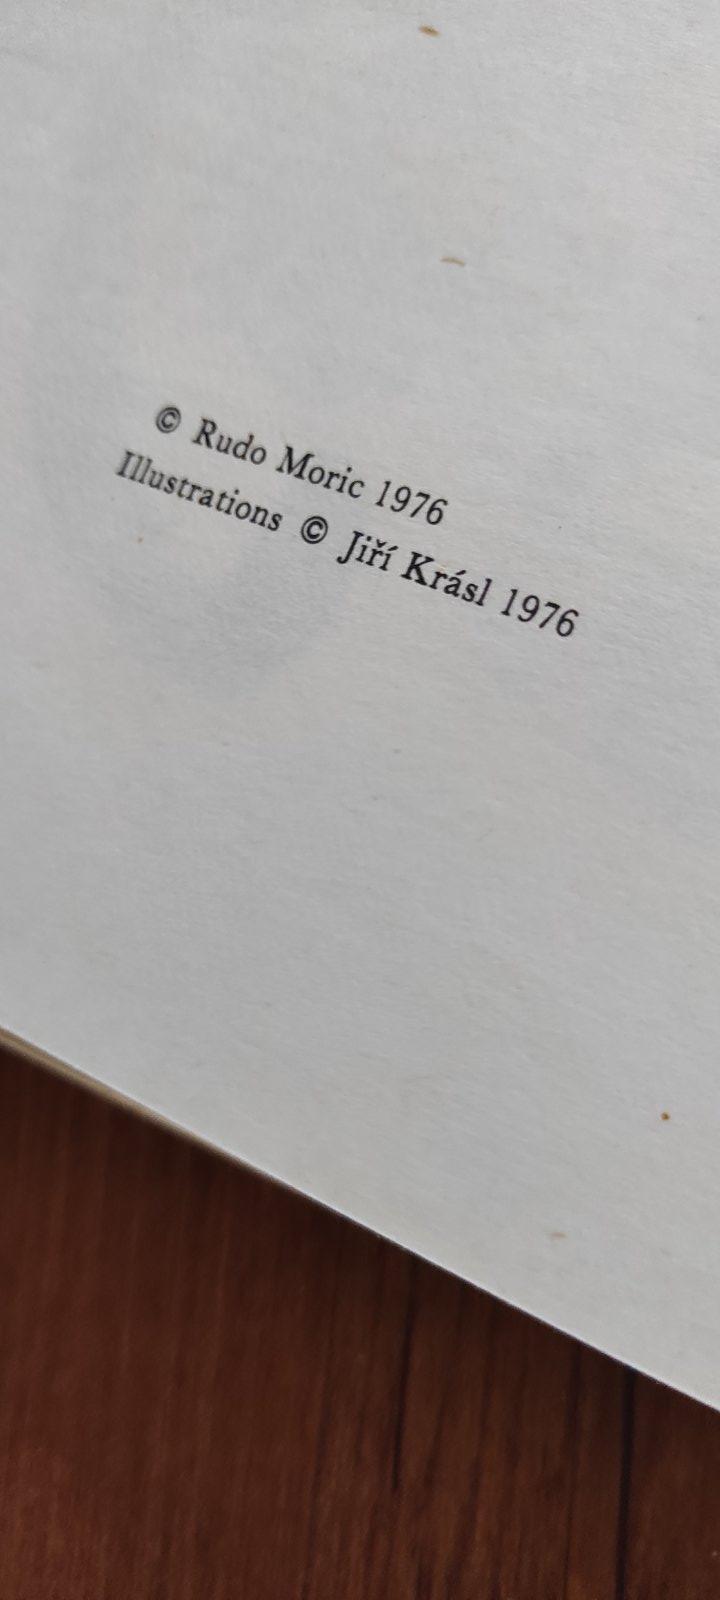 © Rudo Moric 1976
Illustrations © Jiří Krásl 1976